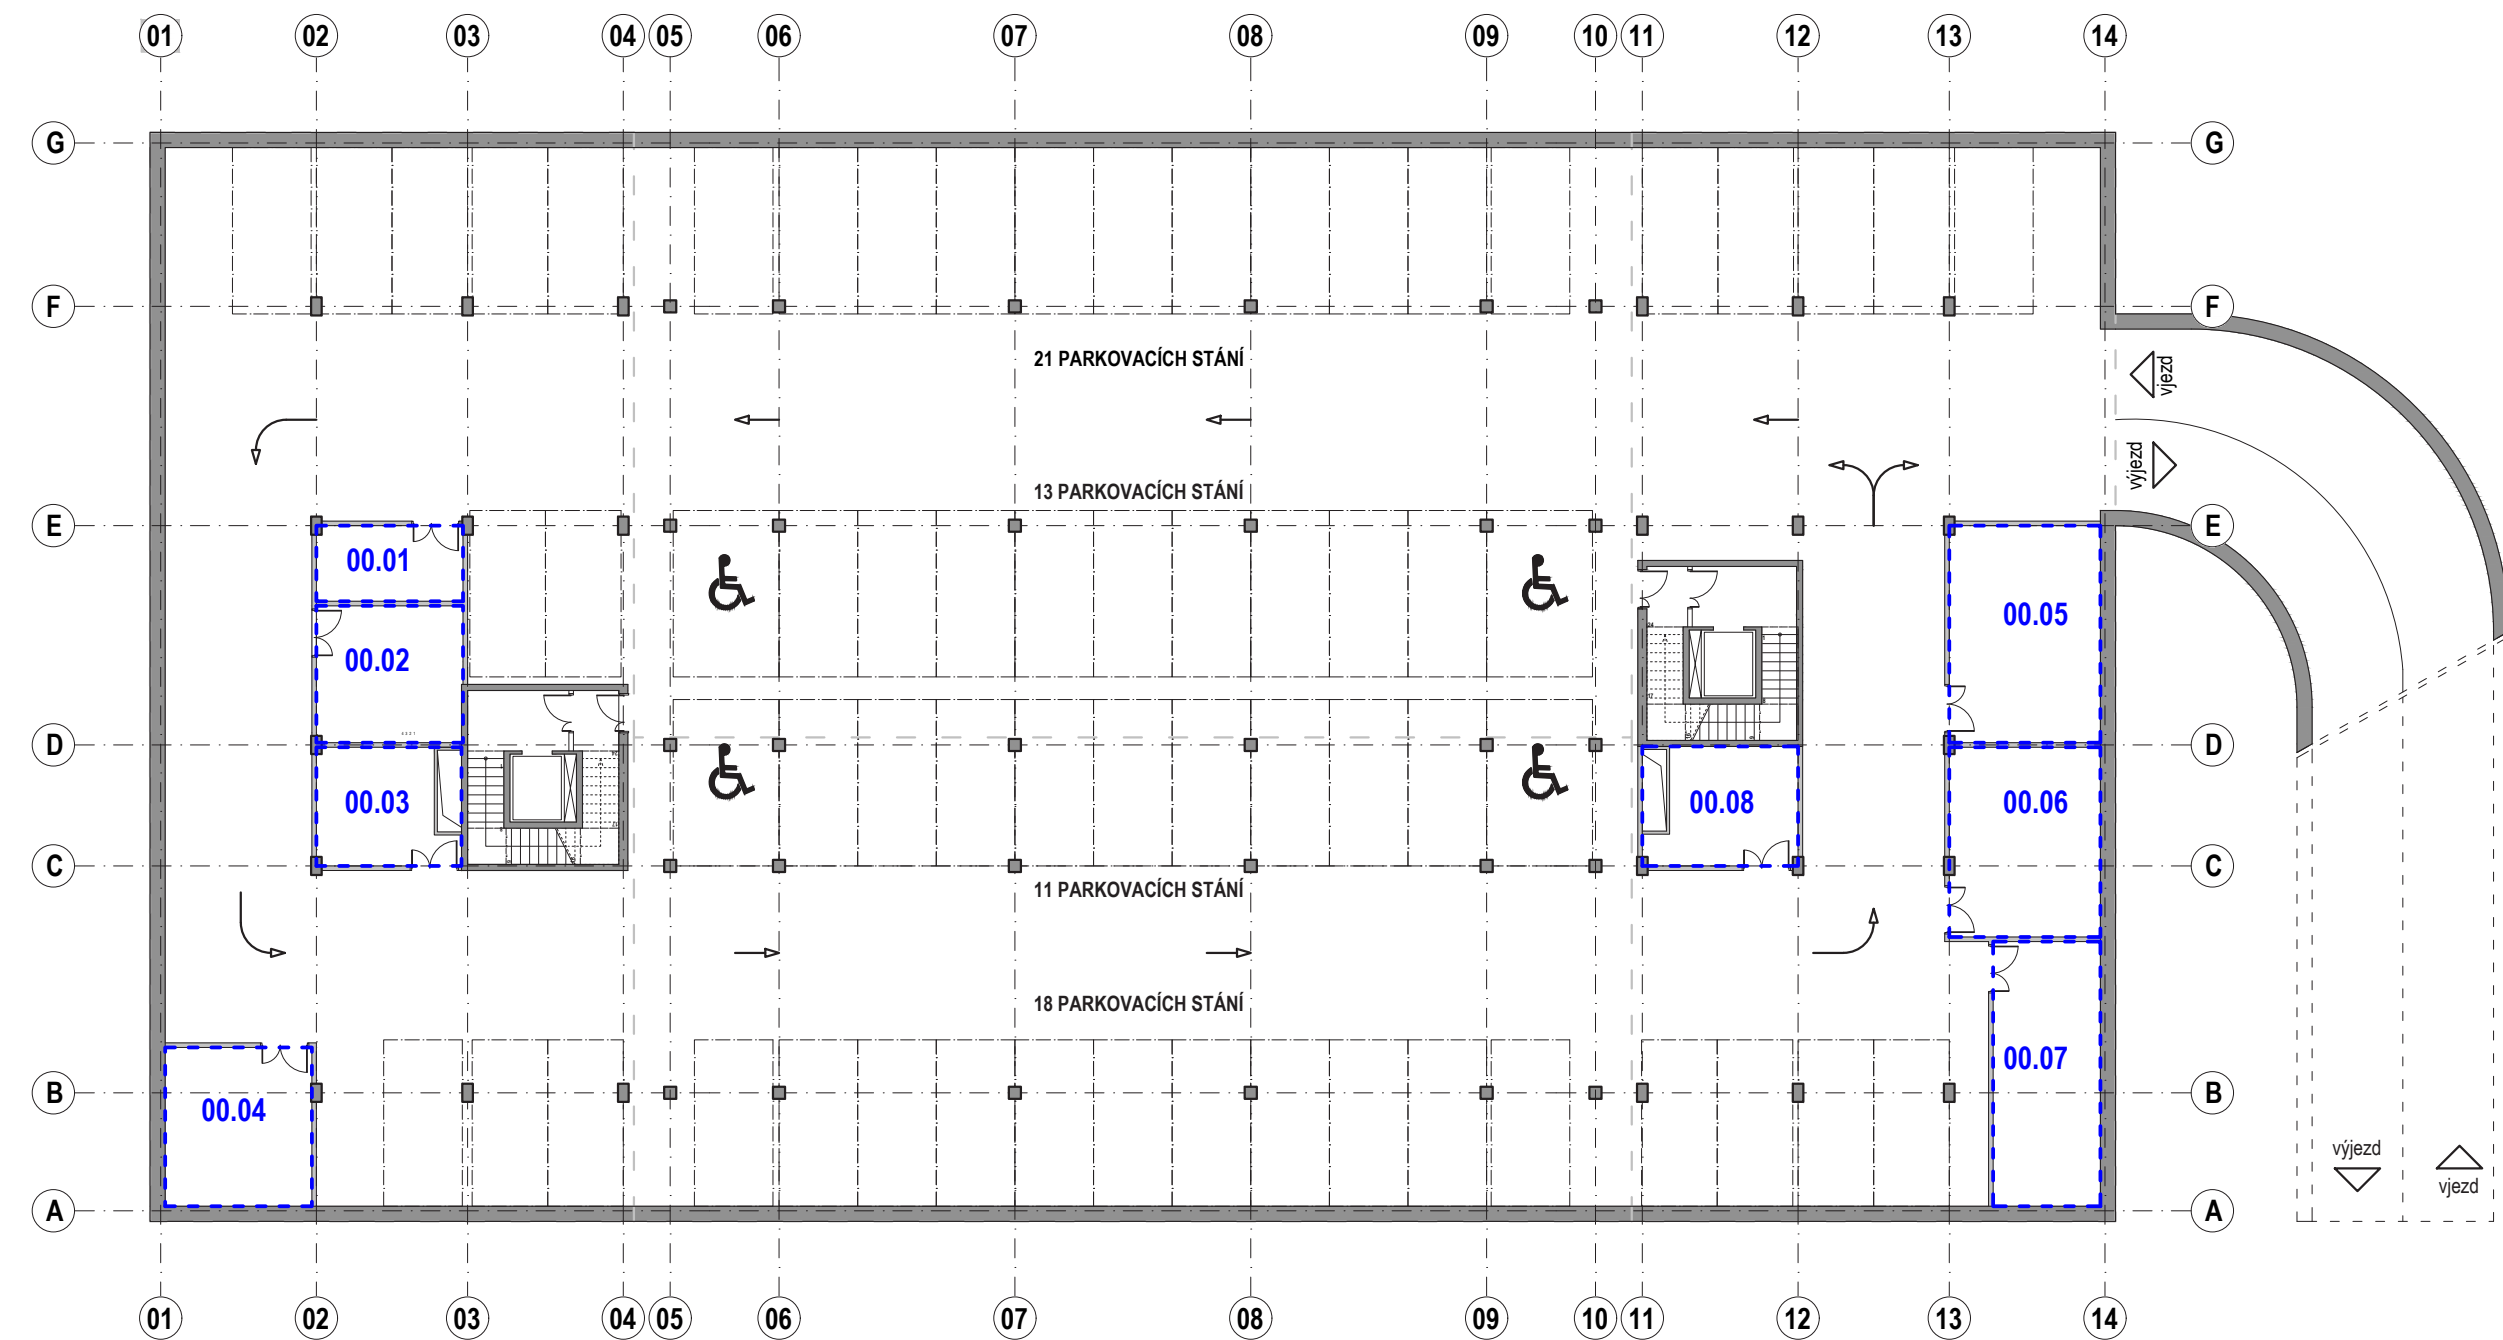 01 02 03 04 05 06 07 08 09 10 11 12 13 14
G G
F F
21 PARKOVACÍCH STÁNÍ
vjezd
výjezd
13 PARKOVACÍCH STÁNÍ
E E
00.01
00.05
00.02
D D
00.03 00.08 00.06
C C
11 PARKOVACÍCH STÁNÍ
18 PARKOVACÍCH STÁNÍ
00.07
B B
00.04
výjezd
vjezd
A A
01 02 03 04 05 06 07 08 09 10 11 12 13 14